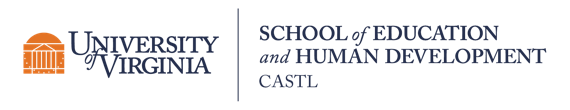 UNIVERSITY
of VIRGINIA
SCHOOL of EDUCATION
and HUMAN DEVELOPMENT
CASTL